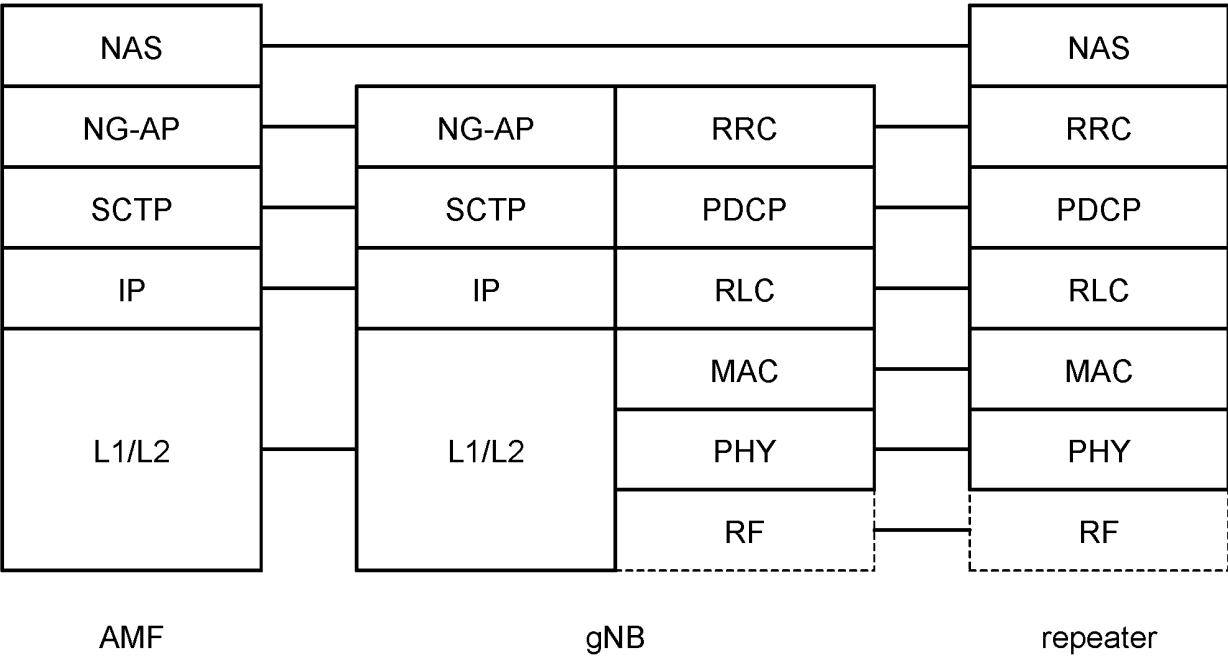 NAS NAS
NG-AP NG-AP RRC RRC
SCTP SCTP PDCP PDCP
IP IP RLC RLC
MAC MAC
L1/L2 L1/L2 PHY PHY
RF RF
AMF gNB repeater